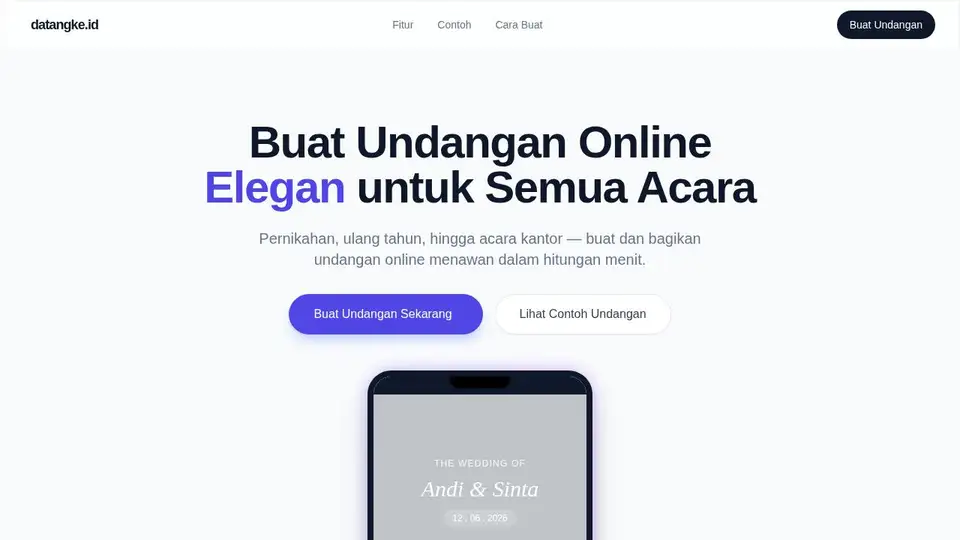 datangke.id
Fitur
Contoh
Cara Buat
Buat Undangan
Buat Undangan Online
Elegan untuk Semua Acara
Pernikahan, ulang tahun, hingga acara kantor — buat dan bagikan
undangan online menawan dalam hitungan menit.
Buat Undangan Sekarang
Lihat Contoh Undangan
THE WEDDING OF
Andi & Sinta
12 . 06 . 2026